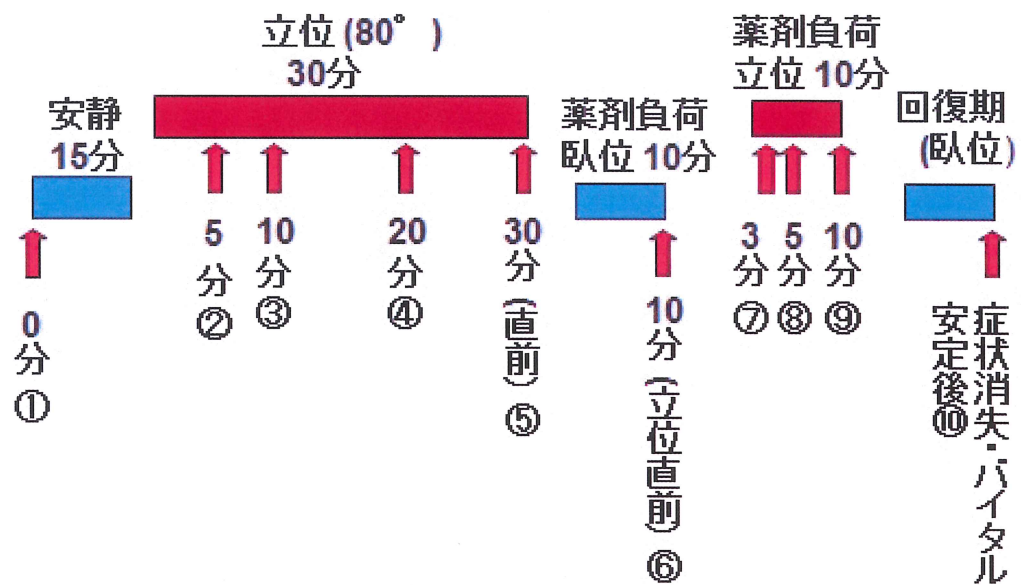 立位 (80° )
30分
薬剤負荷
立位 10分
安静
15分
薬剤負荷
臥位 10分
回復期
(臥位)
0
分
①
5
分
②
10
分
③
20
分
④
30
分
(直前)
⑤
10
分
(立位直前)
⑥
3
分
⑦
5
分
⑧
10
分
⑨
症状消失・バイタル
安定後⑩